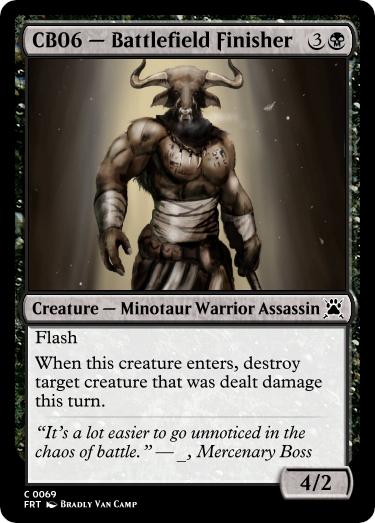 CB06 — Battlefield Finisher 3
Creature — Minotaur Warrior Assassin
Flash
When this creature enters, destroy
target creature that was dealt damage
this turn.
“It’s a lot easier to go unnoticed in the
chaos of battle.” — _, Mercenary Boss
4/2
C 0069
FRT Bradly Van Camp